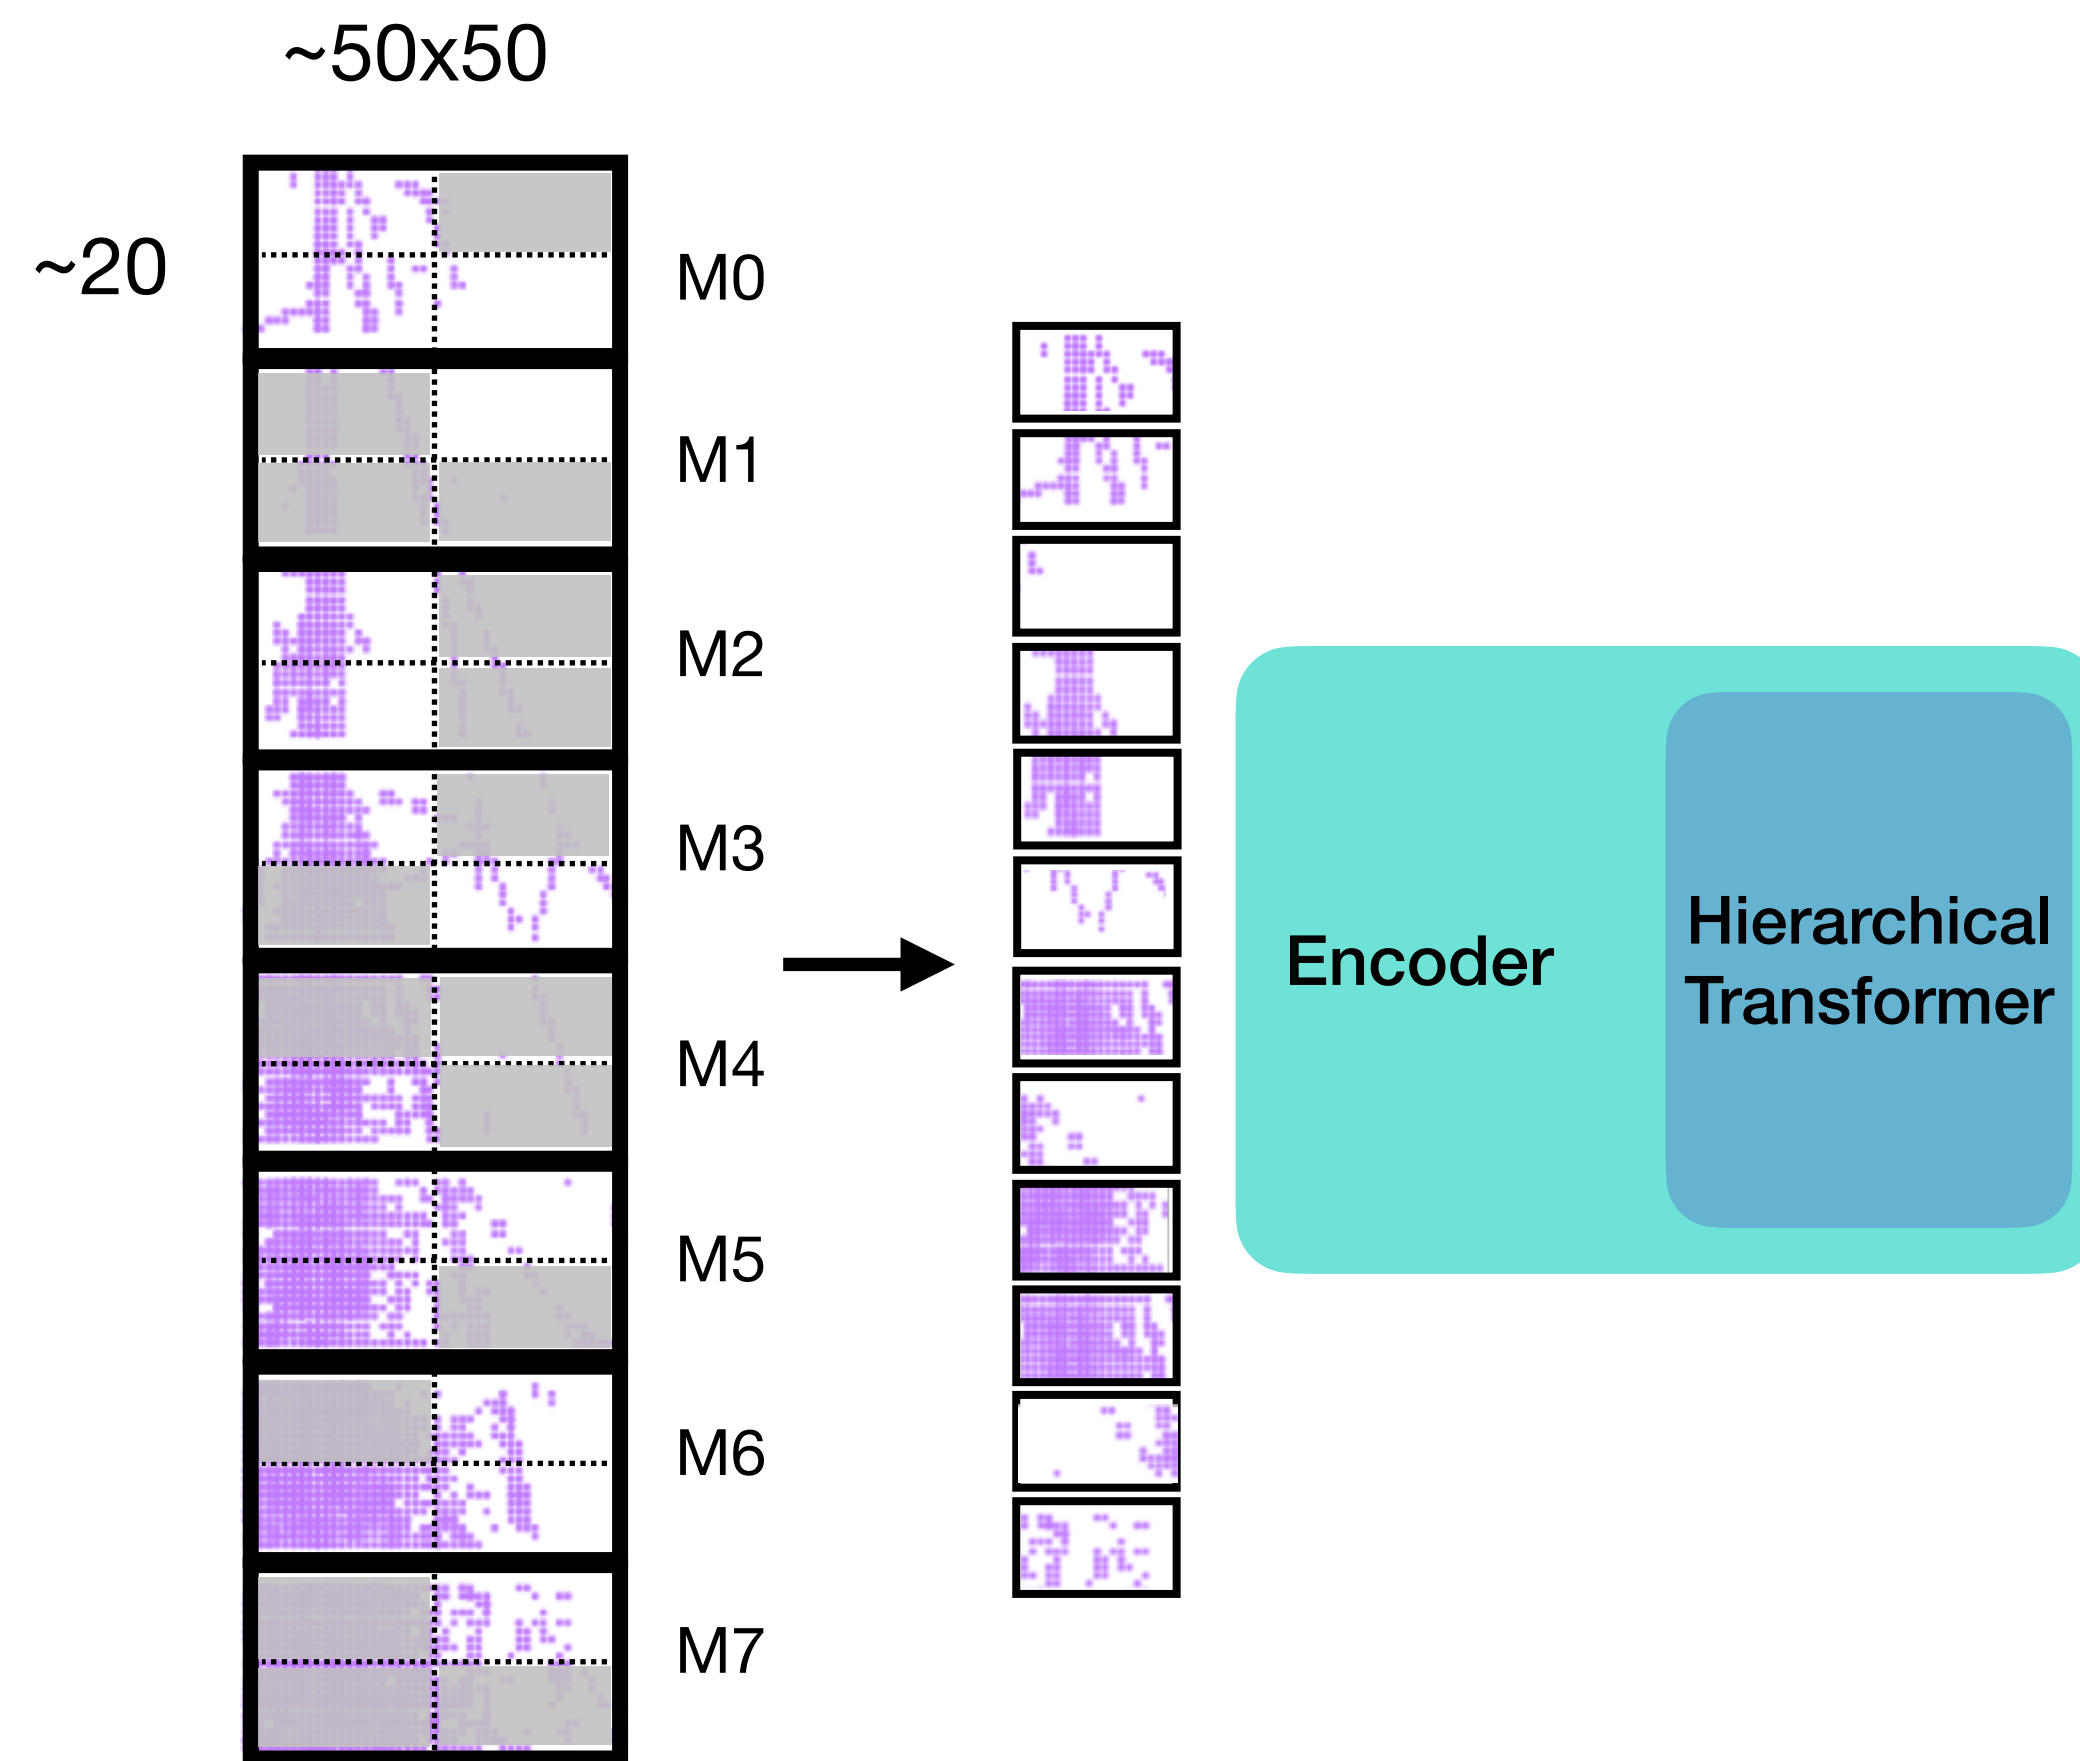 ~50x50
~20
M0
M1
M2
M3
M4
M5
M6
M7
Encoder
Hierarchical
Transformer